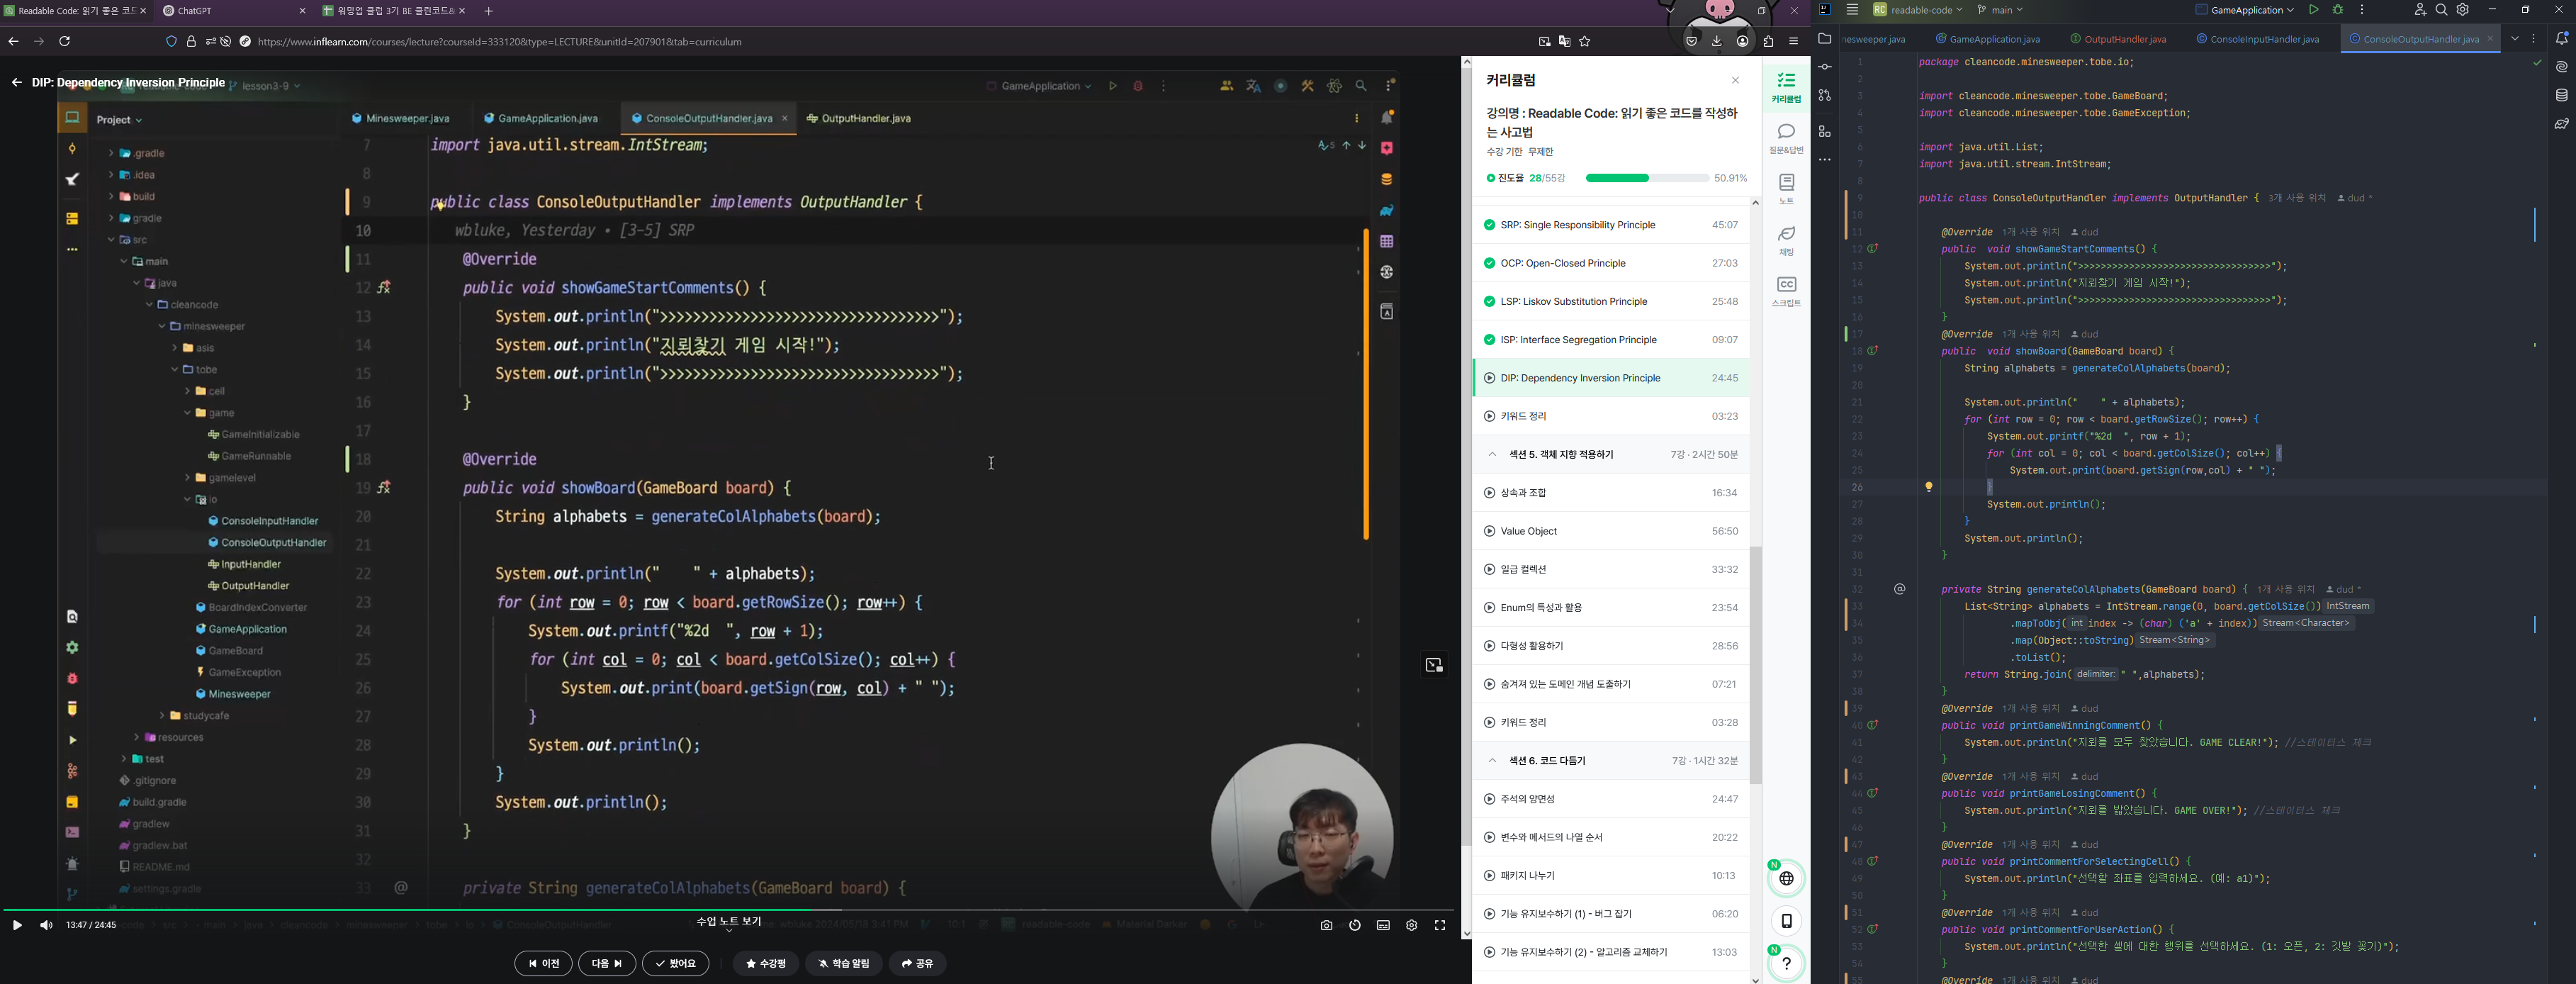 Readable Code: 읽기 좋은 코드
ChatGPT
워밍업 클럽 3기 BE 클린코드&
https://www.inflearn.com/courses/lecture?courseId=333120&type=LECTURE&unitId=207901&tab=curriculum
DIP: Dependency Inversion Principle
lesson3-9
GameApplication
Project
Minesweeper.java
GameApplication.java
ConsoleOutputHandler.java
OutputHandler.java
.gradle
.idea
build
gradle
src
main
java
cleancode
minesweeper
asis
tobe
cell
game
GameInitializable
GameRunnable
gamelevel
io
ConsoleInputHandler
ConsoleOutputHandler
InputHandler
OutputHandler
BoardIndexConverter
GameApplication
GameBoard
GameException
Minesweeper
studycafe
resources
test
.gitignore
build.gradle
gradlew
gradlew.bat
README.md
settings.gradle
7 import java.util.stream.IntStream;
8
9 public class ConsoleOutputHandler implements OutputHandler {
10 wbluke, Yesterday • [3-5] SRP
11 @Override
12 public void showGameStartComments() {
13 System.out.println(">>>>>>>>>>>>>>>>>>>>>>>>>>>>>>>>>>");
14 System.out.println("지뢰찾기 게임 시작!");
15 System.out.println(">>>>>>>>>>>>>>>>>>>>>>>>>>>>>>>>>>");
16 }
17
18 @Override
19 public void showBoard(GameBoard board) {
20 String alphabets = generateColAlphabets(board);
21
22 System.out.println("    " + alphabets);
23 for (int row = 0; row < board.getRowSize(); row++) {
24 System.out.printf("%2d  ", row + 1);
25 for (int col = 0; col < board.getColSize(); col++) {
26 System.out.print(board.getSign(row, col) + " ");
27 }
28 System.out.println();
29 }
30 System.out.println();
31 }
32
33 private String generateColAlphabets(GameBoard board) {
13:47 / 24:45
수업 노트 보기
이전
다음
봤어요
수강평
학습 알림
공유
커리큘럼
강의명 : Readable Code: 읽기 좋은 코드를 작성하
는 사고법
수강 기한 무제한
진도율 28/55강 50.91%
SRP: Single Responsibility Principle 45:07
OCP: Open-Closed Principle 27:03
LSP: Liskov Substitution Principle 25:48
ISP: Interface Segregation Principle 09:07
DIP: Dependency Inversion Principle 24:45
키워드 정리 03:23
섹션 5. 객체 지향 적용하기 7강 · 2시간 50분
상속과 조합 16:34
Value Object 56:50
일급 컬렉션 33:32
Enum의 특성과 활용 23:54
다형성 활용하기 28:56
숨겨져 있는 도메인 개념 도출하기 07:21
키워드 정리 03:28
섹션 6. 코드 다듬기 7강 · 1시간 32분
주석의 양면성 24:47
변수와 메서드의 나열 순서 20:22
패키지 나누기 10:13
기능 유지보수하기 (1) - 버그 잡기 06:20
기능 유지보수하기 (2) - 알고리즘 교체하기 13:03
커리큘럼
질문&답변
노트
채팅
스크립트
RC readable-code
main
GameApplication
GameApplication.java
OutputHandler.java
ConsoleInputHandler.java
ConsoleOutputHandler.java
1 package cleancode.minesweeper.tobe.io;
2
3 import cleancode.minesweeper.tobe.GameBoard;
4 import cleancode.minesweeper.tobe.GameException;
5
6 import java.util.List;
7 import java.util.stream.IntStream;
8
9 public class ConsoleOutputHandler implements OutputHandler { 3개 사용 위치 dud *
10
11 @Override 1개 사용 위치 dud
12 public  void showGameStartComments() {
13 System.out.println(">>>>>>>>>>>>>>>>>>>>>>>>>>>>>>>>>>");
14 System.out.println("지뢰찾기 게임 시작!");
15 System.out.println(">>>>>>>>>>>>>>>>>>>>>>>>>>>>>>>>>>");
16 }
17 @Override 1개 사용 위치 dud
18 public  void showBoard(GameBoard board) {
19 String alphabets = generateColAlphabets(board);
20
21 System.out.println("    " + alphabets);
22 for (int row = 0; row < board.getRowSize(); row++) {
23 System.out.printf("%2d  ", row + 1);
24 for (int col = 0; col < board.getColSize(); col++) {
25 System.out.print(board.getSign(row,col) + " ");
26 }
27 System.out.println();
28 }
29 System.out.println();
30 }
31
32 private String generateColAlphabets(GameBoard board) { 1개 사용 위치 dud *
33 List<String> alphabets = IntStream.range(0, board.getColSize()) IntStream
34 .mapToObj( int index -> (char) ('a' + index)) Stream<Character>
35 .map(Object::toString) Stream<String>
36 .toList();
37 return String.join( delimiter: " ",alphabets);
38 }
39 @Override 1개 사용 위치 dud
40 public void printGameWinningComment() {
41 System.out.println("지뢰를 모두 찾았습니다. GAME CLEAR!"); //스테이터스 체크
42 }
43 @Override 1개 사용 위치 dud
44 public void printGameLosingComment() {
45 System.out.println("지뢰를 밟았습니다. GAME OVER!"); //스테이터스 체크
46 }
47 @Override 1개 사용 위치 dud
48 public void printCommentForSelectingCell() {
49 System.out.println("선택할 좌표를 입력하세요. (예: a1)");
50 }
51 @Override 1개 사용 위치 dud
52 public void printCommentForUserAction() {
53 System.out.println("선택한 셀에 대한 행위를 선택하세요. (1: 오픈, 2: 깃발 꽂기)");
54 }
55 @Override 1개 사용 위치 dud